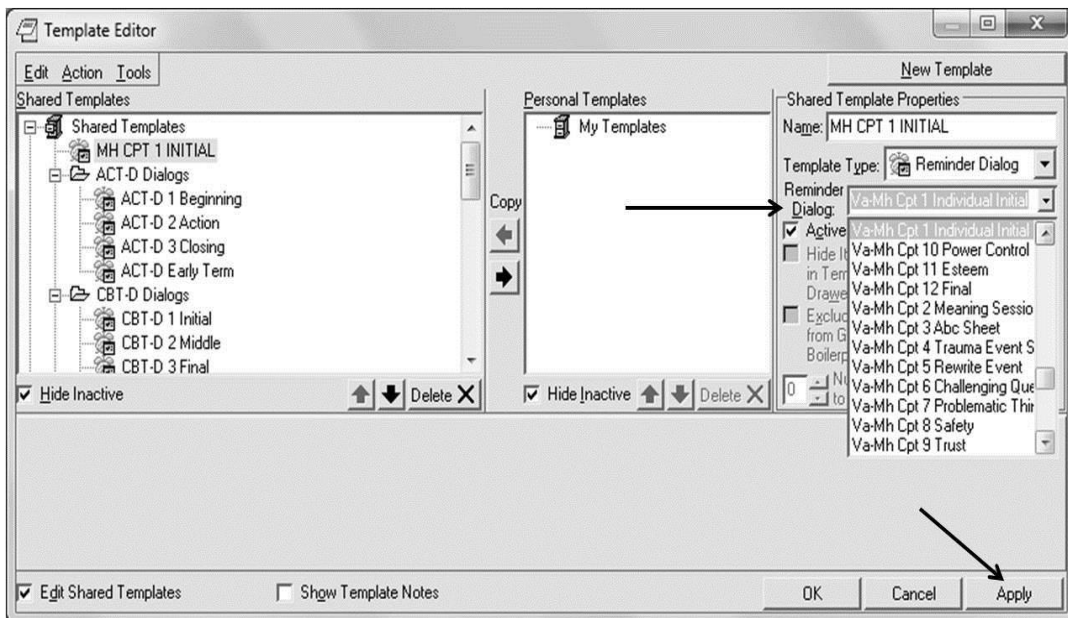 Template Editor
Edit Action Tools
New Template
Shared Templates
Shared Templates
MH CPT 1 INITIAL
ACT-D Dialogs
ACT-D 1 Beginning
ACT-D 2 Action
ACT-D 3 Closing
ACT-D Early Term
CBT-D Dialogs
CBT-D 1 Initial
CBT-D 2 Middle
CBT-D 3 Final
Hide Inactive
Delete
Copy
Personal Templates
My Templates
Hide Inactive
Delete
Shared Template Properties
Name: MH CPT 1 INITIAL
Template Type: Reminder Dialog
Reminder
Dialog: Va-Mh Cpt 1 Individual Initial
Active
Hide
in
from
0
to
Va-Mh Cpt 1 Individual Initial
Va-Mh Cpt 10 Power Control
Va-Mh Cpt 11 Esteem
Va-Mh Cpt 12 Final
Va-Mh Cpt 2 Meaning Sessio
Va-Mh Cpt 3 Abc Sheet
Va-Mh Cpt 4 Trauma Event S
Va-Mh Cpt 5 Rewrite Event
Va-Mh Cpt 6 Challenging Que
Va-Mh Cpt 7 Problematic Thin
Va-Mh Cpt 8 Safety
Va-Mh Cpt 9 Trust
Edit Shared Templates
Show Template Notes
OK
Cancel
Apply